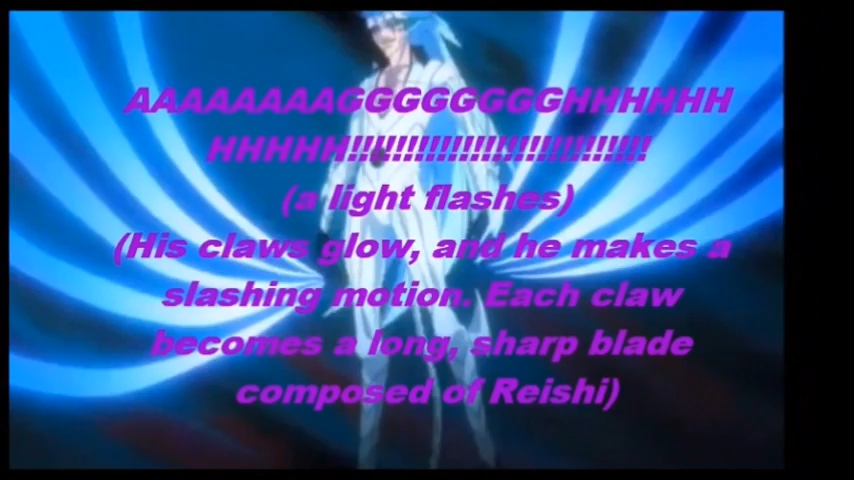 AAAAAAAAGGGGGGGGHHHHHH
HHHHH!!!!!!!!!!!!!!!!!!!!!!!!!!
(a light flashes)
(His claws glow, and he makes a
slashing motion. Each claw
becomes a long, sharp blade
composed of Reishi)